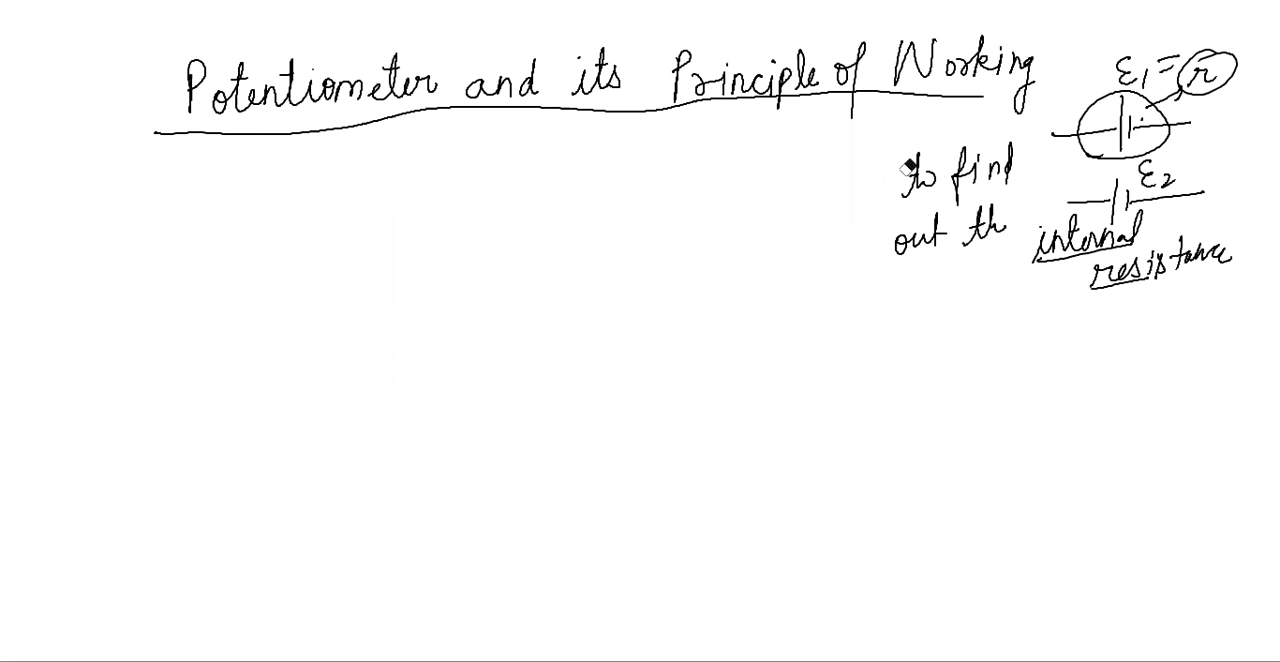 Potentiometer and its Principle of Working
ε1 = r
ε2
to find
out th internal
resistance